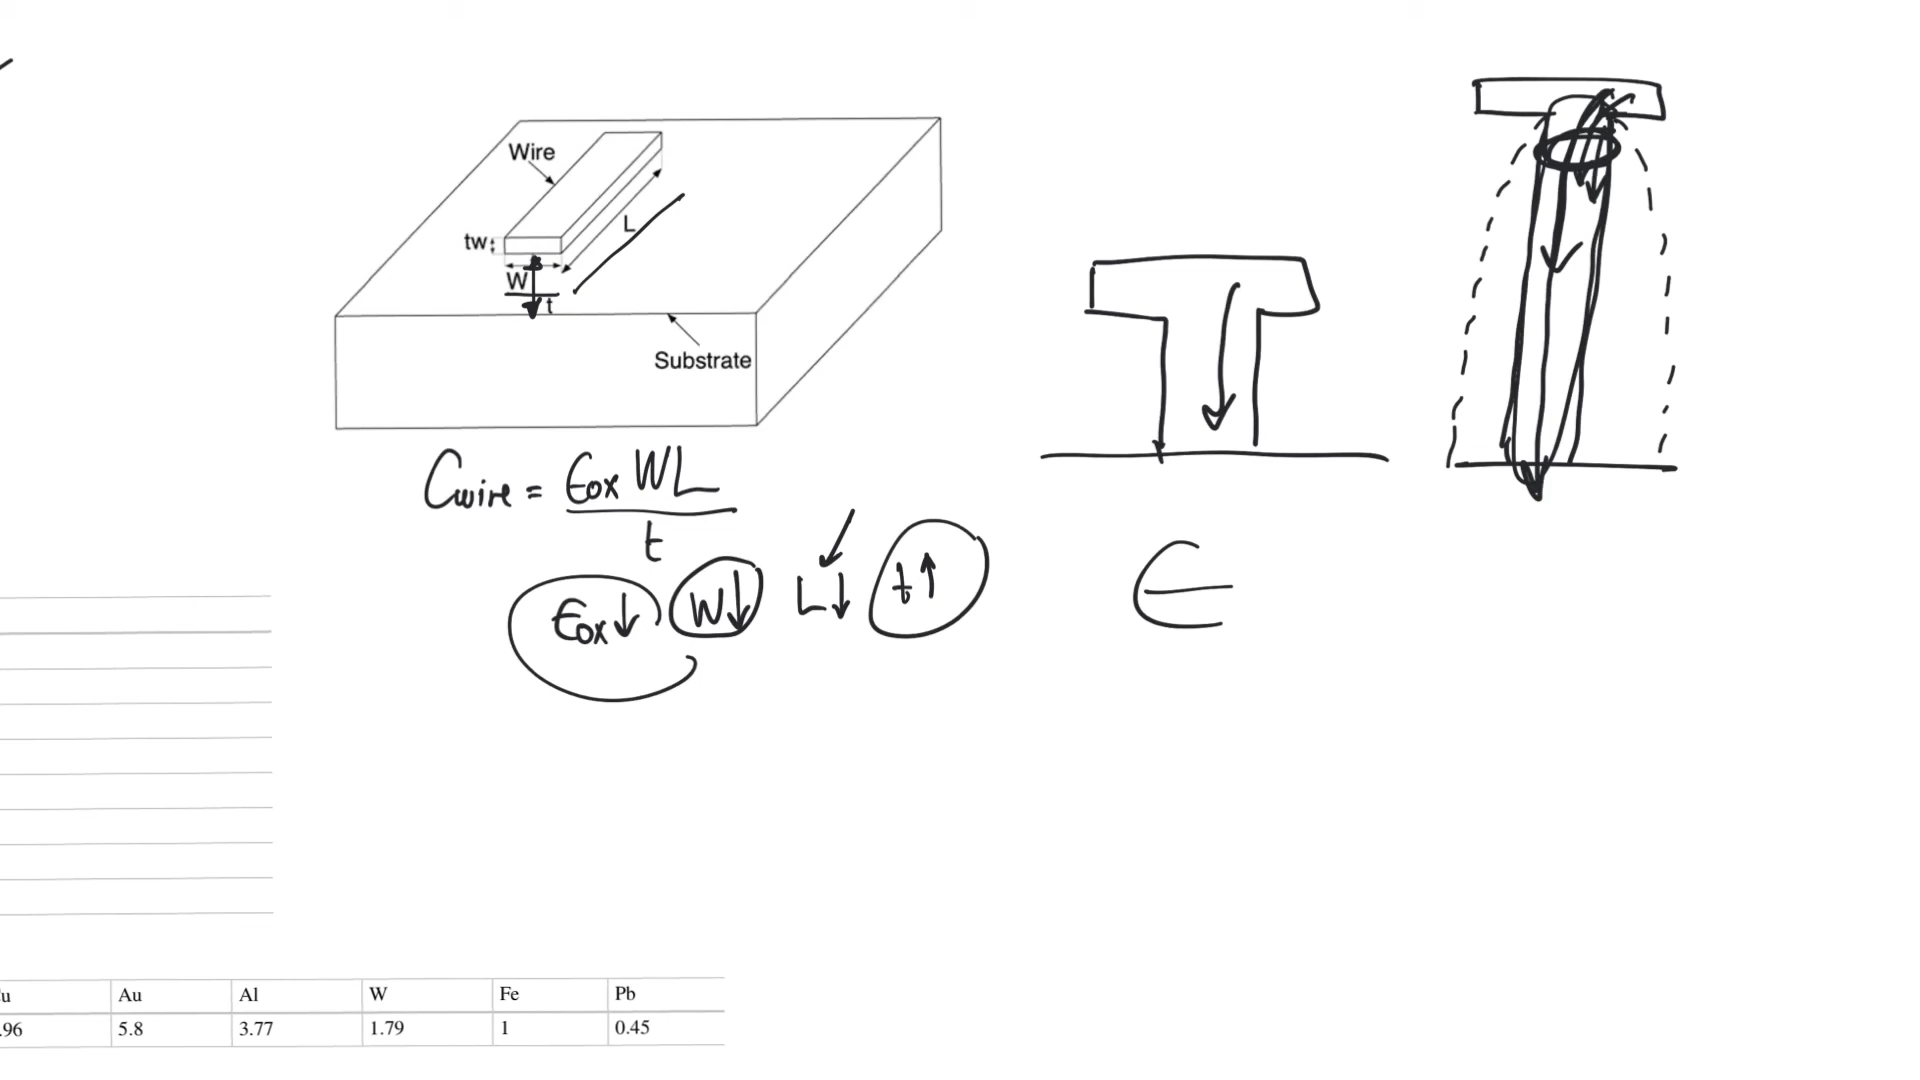 Wire
L
tw
W
t
Substrate
Cwire = ϵox WL
t
ϵox↓ W↓ L↓ t↑
ϵ
u Au Al W Fe Pb
.96 5.8 3.77 1.79 1 0.45